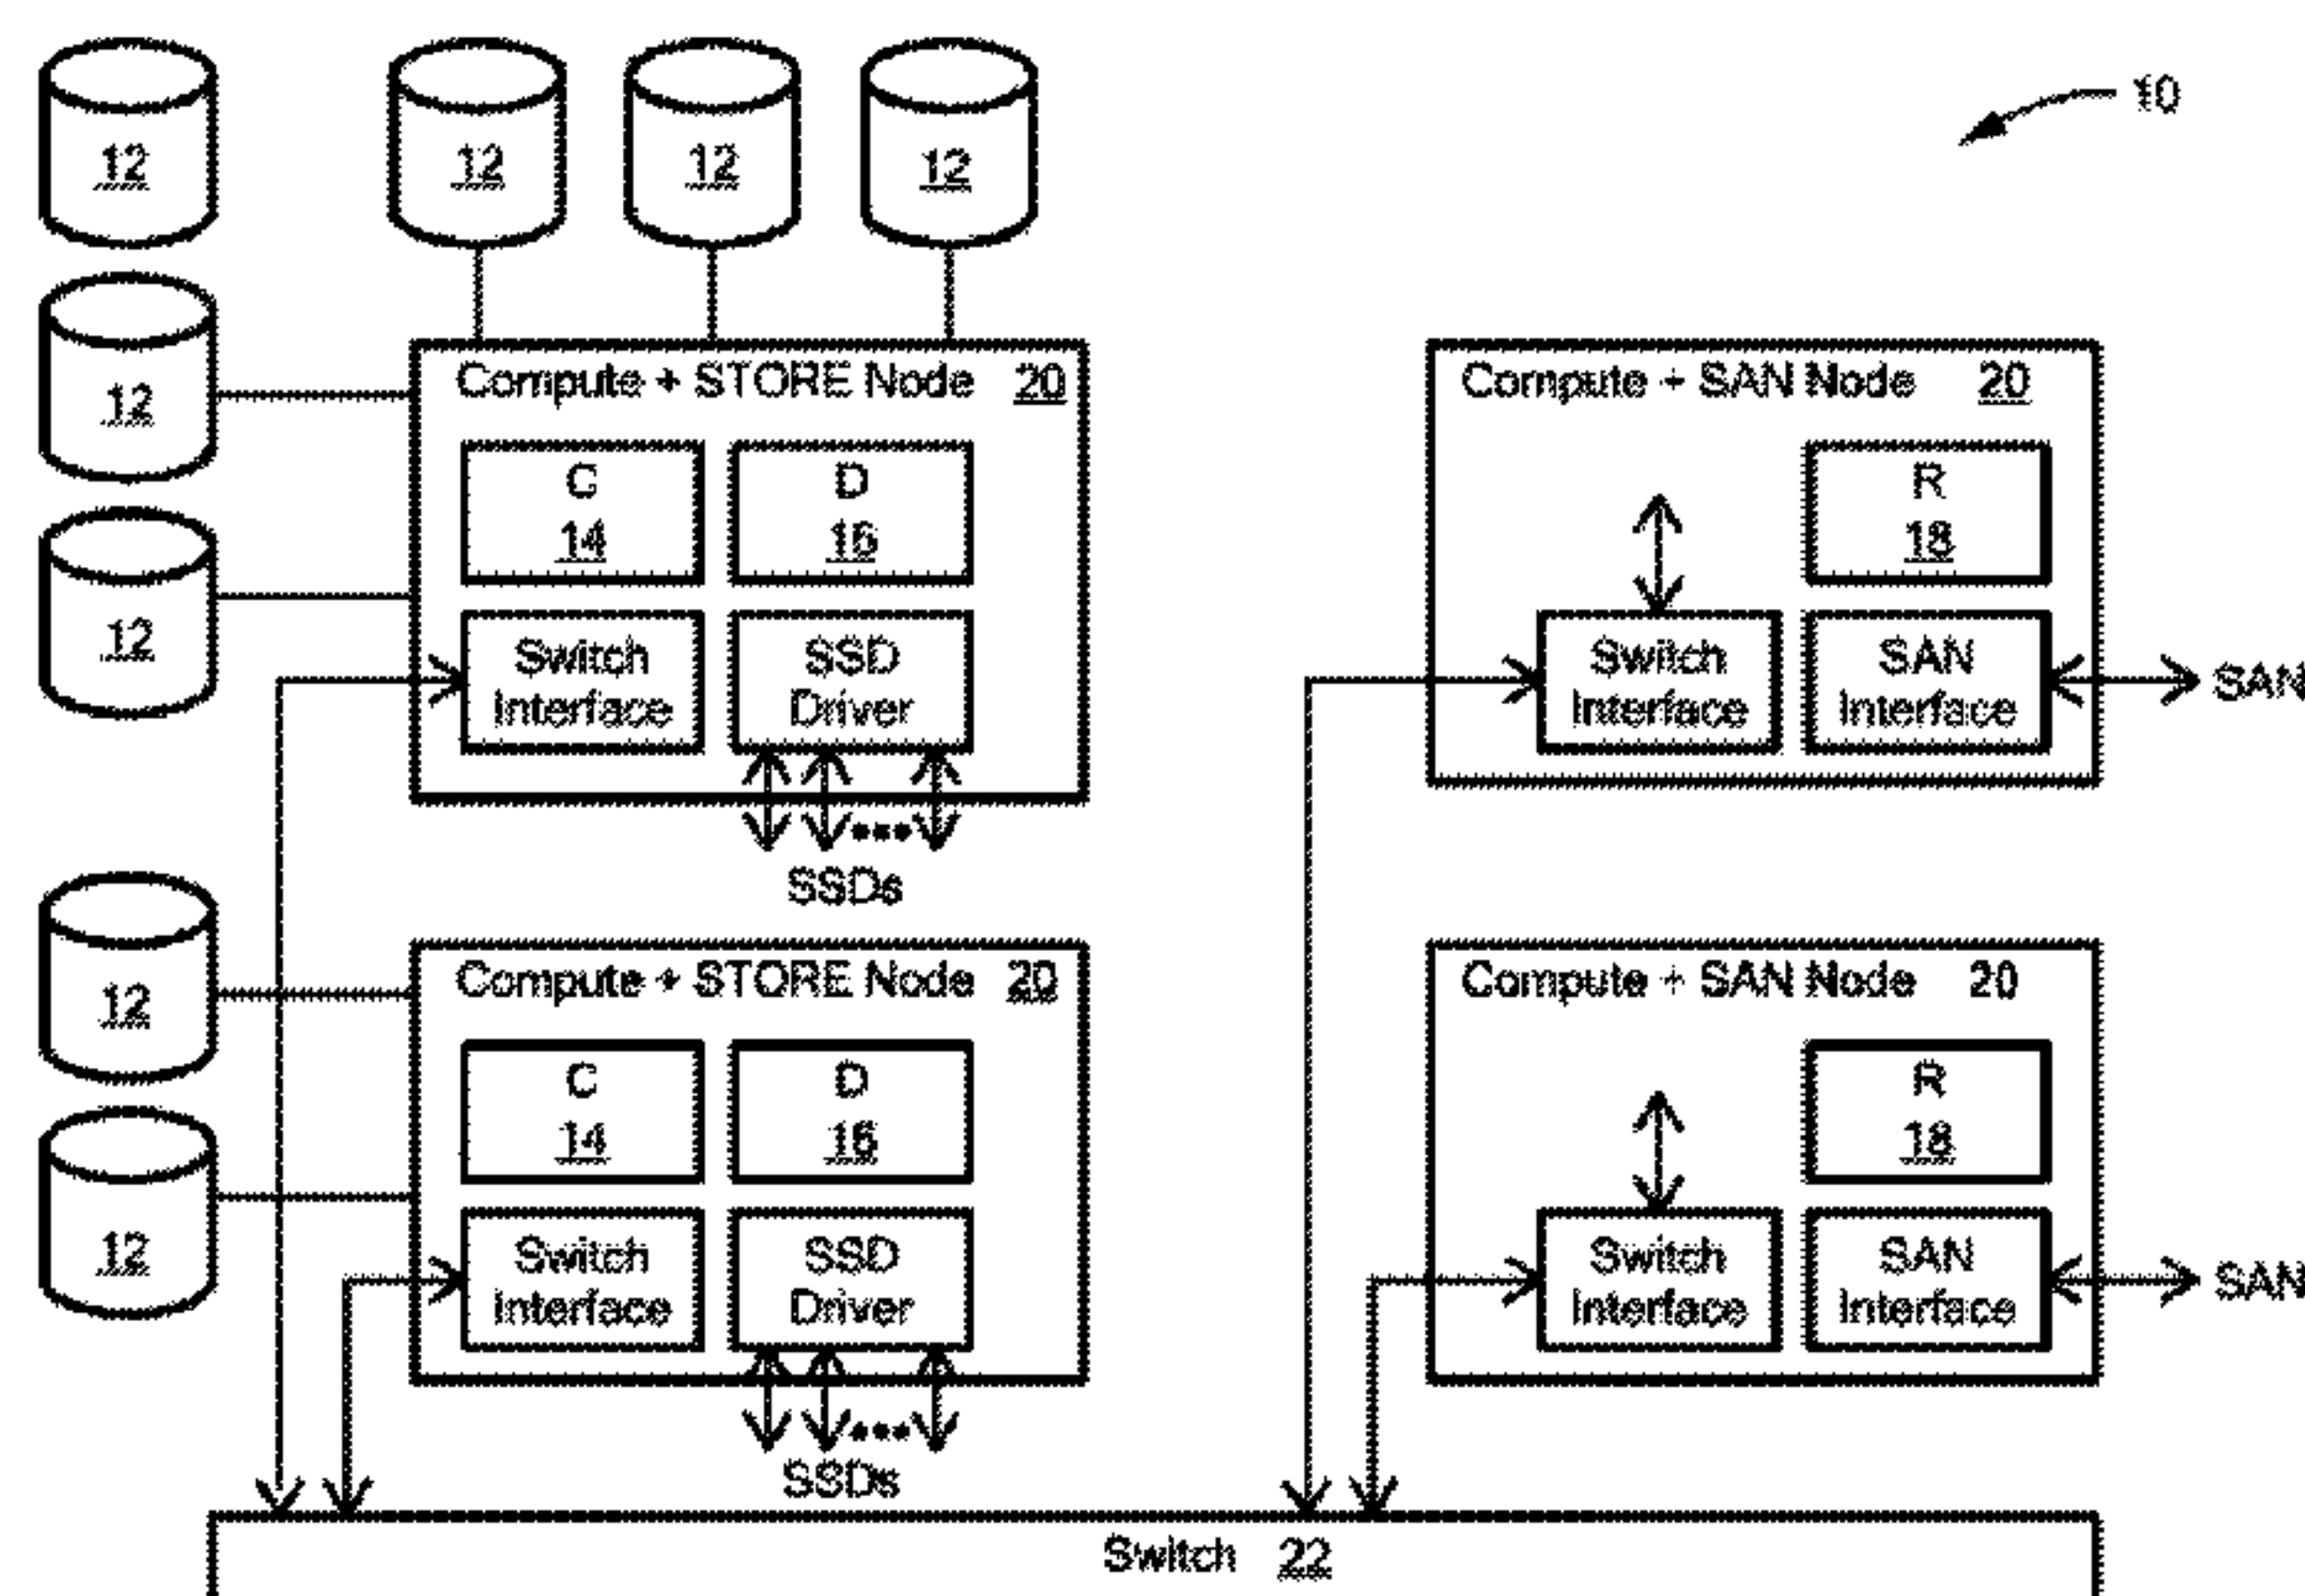 10
12
12
12
12
12
12
12
12
Compute + STORE Node 20
C
14
D
16
Switch
Interface
SSD
Driver
SSDs
Compute + SAN Node 20
R
18
Switch
Interface
SAN
Interface
SAN
Compute + STORE Node 20
C
14
D
16
Switch
Interface
SSD
Driver
SSDs
Compute + SAN Node 20
R
18
Switch
Interface
SAN
Interface
SAN
Switch 22